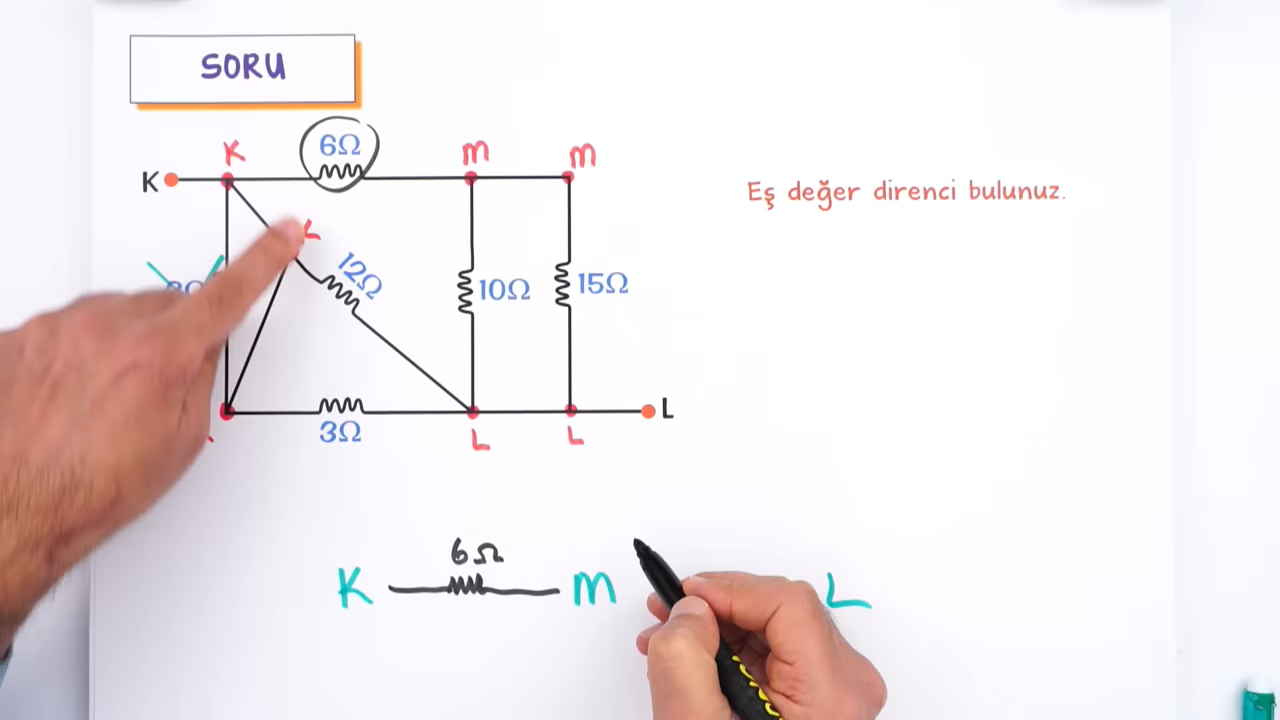 SORU
K 6Ω m m
K
Eş değer direnci bulunuz.
12Ω
10Ω 15Ω
L
3Ω L L
6Ω
K m L